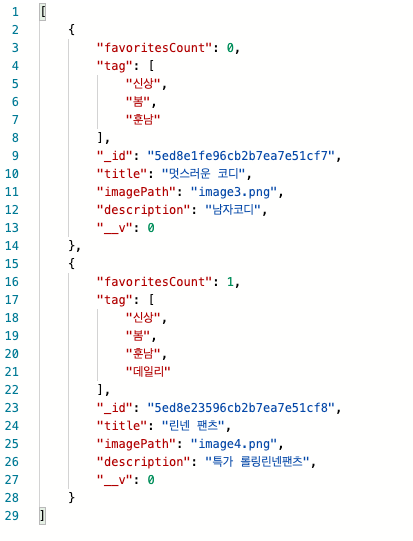 1 [
2 {
3 "favoritesCount": 0,
4 "tag": [
5 "신상",
6 "봄",
7 "훈남"
8 ],
9 "_id": "5ed8e1fe96cb2b7ea7e51cf7",
10 "title": "멋스러운 코디",
11 "imagePath": "image3.png",
12 "description": "남자코디",
13 "__v": 0
14 },
15 {
16 "favoritesCount": 1,
17 "tag": [
18 "신상",
19 "봄",
20 "훈남",
21 "데일리"
22 ],
23 "_id": "5ed8e23596cb2b7ea7e51cf8",
24 "title": "린넨 팬츠",
25 "imagePath": "image4.png",
26 "description": "특가 롤링린넨팬츠",
27 "__v": 0
28 }
29 ]